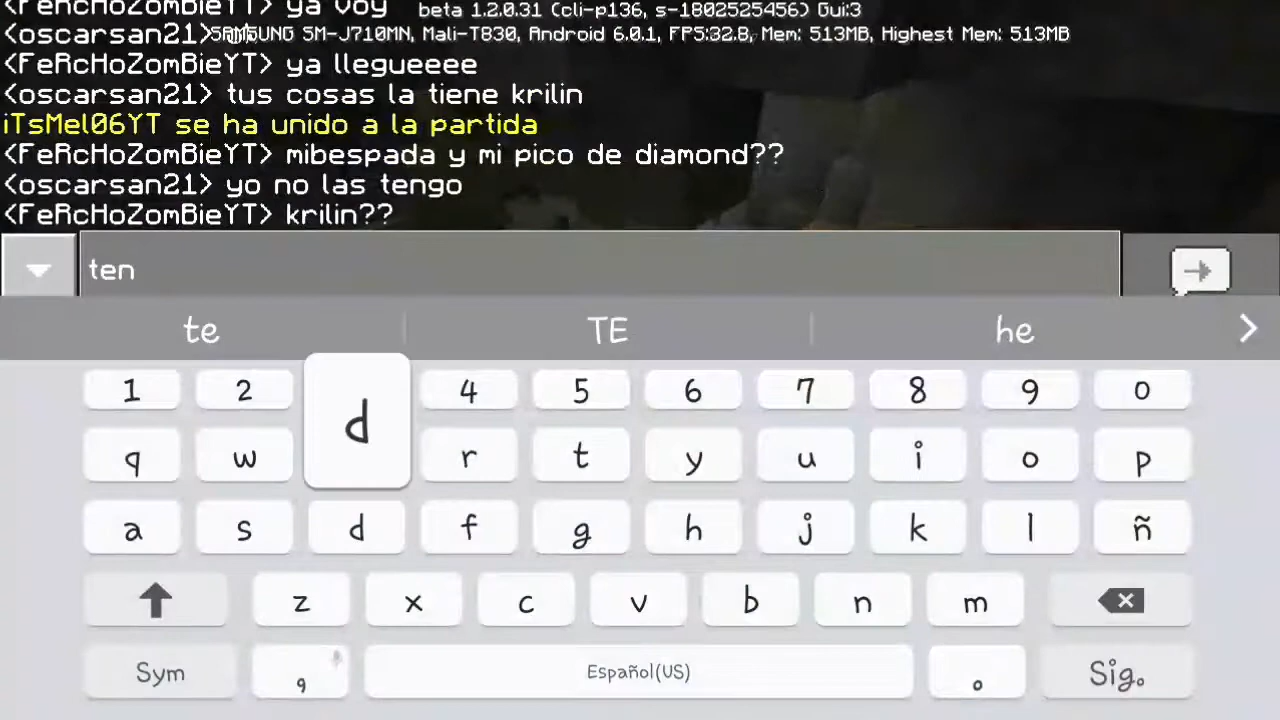 <FeRcHoZomBieYT> ya voy
beta 1.2.0.31 (cli-p136, s-1802525456) Gui:3
<oscarsan21>
SAMSUNG SM-J710MN, Mali-T830, Android 6.0.1, FPS:32.8, Mem: 513MB, Highest Mem: 513MB
<FeRcHoZomBieYT> ya llegueeee
<oscarsan21> tus cosas la tiene krilin
iTsMel06YT se ha unido a la partida
<FeRcHoZomBieYT> mibespada y mi pico de diamond??
<oscarsan21> yo no las tengo
<FeRcHoZomBieYT> krilin??
ten
te TE he
1 2 d 4 5 6 7 8 9 0
q w r t y u i o p
a s d f g h j k l ñ
z x c v b n m
Sym , Español(US) . Sig.